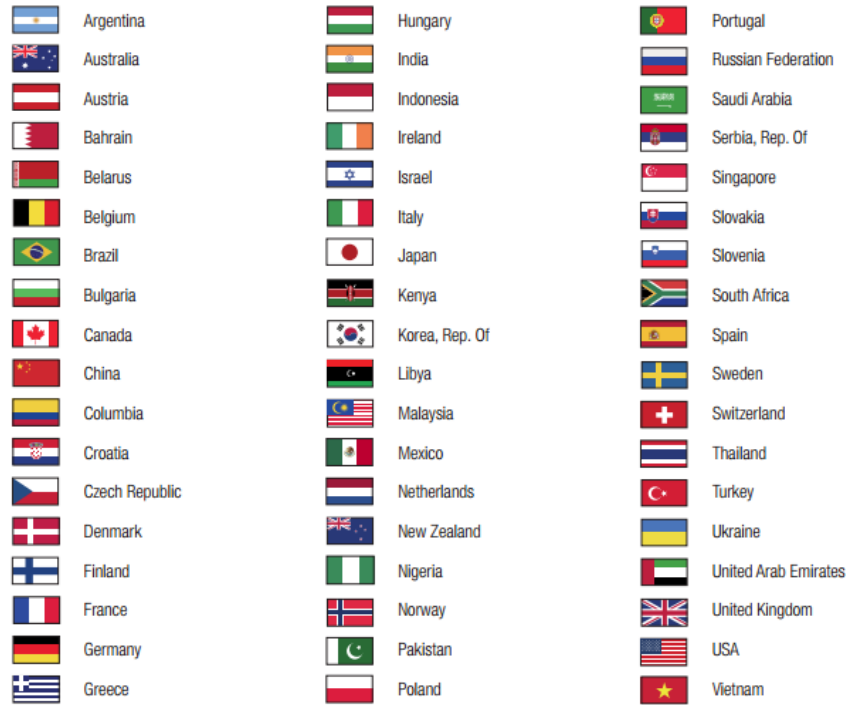 Argentina
Australia
Austria
Bahrain
Belarus
Belgium
Brazil
Bulgaria
Canada
China
Columbia
Croatia
Czech Republic
Denmark
Finland
France
Germany
Greece
Hungary
India
Indonesia
Ireland
Israel
Italy
Japan
Kenya
Korea, Rep. Of
Libya
Malaysia
Mexico
Netherlands
New Zealand
Nigeria
Norway
Pakistan
Poland
Portugal
Russian Federation
Saudi Arabia
Serbia, Rep. Of
Singapore
Slovakia
Slovenia
South Africa
Spain
Sweden
Switzerland
Thailand
Turkey
Ukraine
United Arab Emirates
United Kingdom
USA
Vietnam